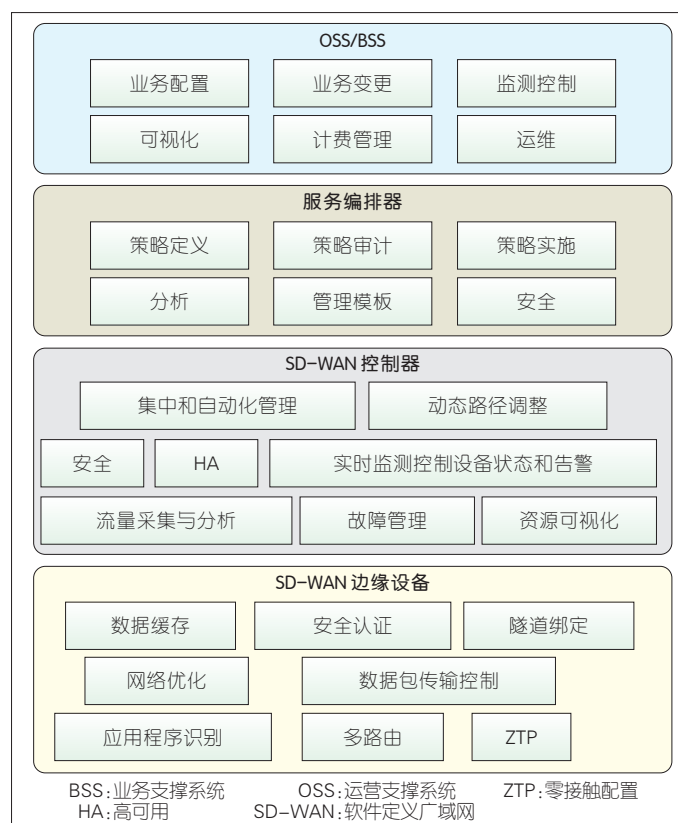 OSS/BSS
业务配置 业务变更 监测控制
可视化 计费管理 运维
服务编排器
策略定义 策略审计 策略实施
分析 管理模板 安全
SD-WAN 控制器
集中和自动化管理 动态路径调整
安全 HA 实时监测控制设备状态和告警
流量采集与分析 故障管理 资源可视化
SD-WAN 边缘设备
数据缓存 安全认证 隧道绑定
网络优化 数据包传输控制
应用程序识别 多路由 ZTP
BSS:业务支撑系统 OSS:运营支撑系统 ZTP:零接触配置
HA:高可用 SD-WAN:软件定义广域网